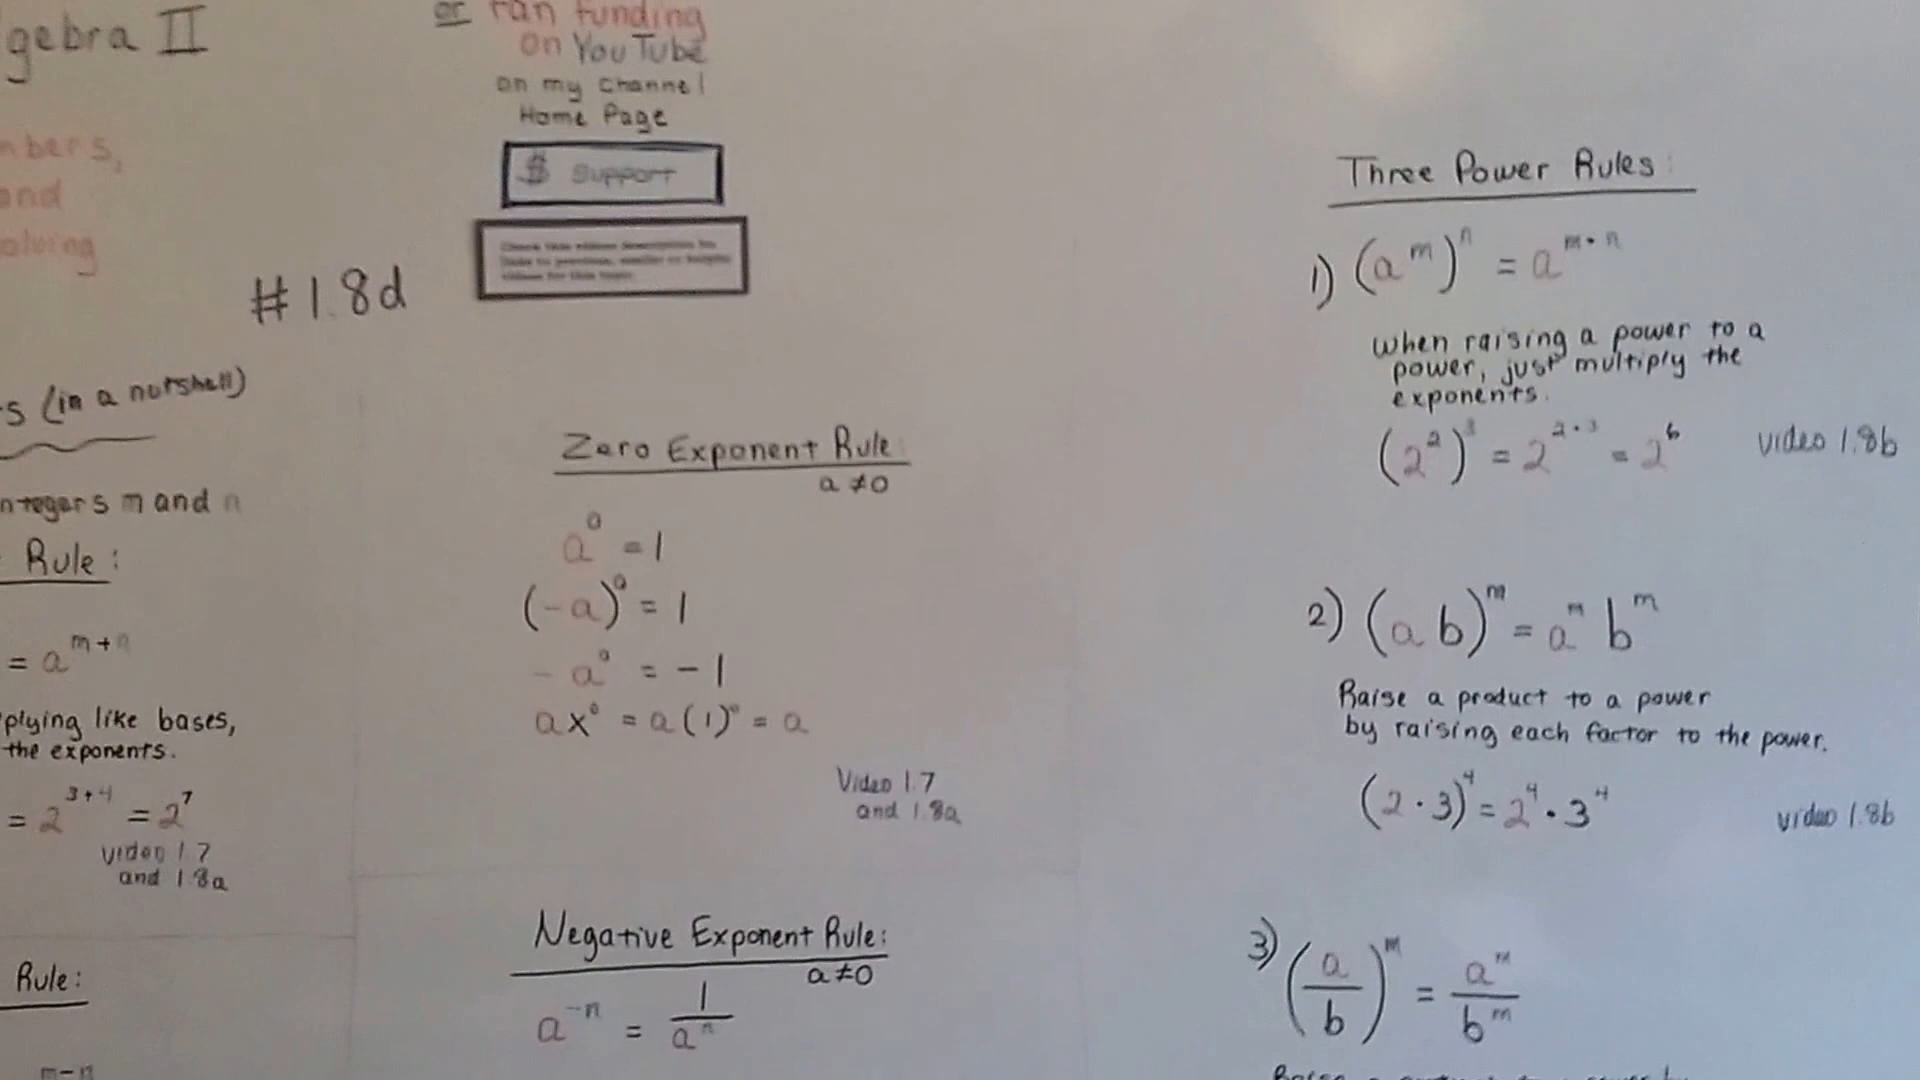 gebra II
or fan funding
on YouTube
on my channel
Home Page
$ Support
mbers,
and
olving
#1.8d
s (in a nutshell)
ntegers m and n
Rule:
= a^{m+n}
plying like bases,
the exponents.
= 2^{3+4} = 2^7
video 1.7
and 1.8a
Rule:
m-n
Zero Exponent Rule:
a ≠ 0
a^0 = 1
(-a)^0 = 1
-a^0 = -1
ax^0 = a(1)^0 = a
Video 1.7
and 1.8a
Negative Exponent Rule:
a ≠ 0
a^{-n} = 1/a^n
Three Power Rules:
1) (a^m)^n = a^{m·n}
When raising a power to a
power, just multiply the
exponents.
(2^2)^3 = 2^{2·3} = 2^6
video 1.8b
2) (ab)^m = a^m b^m
Raise a product to a power
by raising each factor to the power.
(2·3)^4 = 2^4 · 3^4
video 1.8b
3) (a/b)^m = a^m/b^m